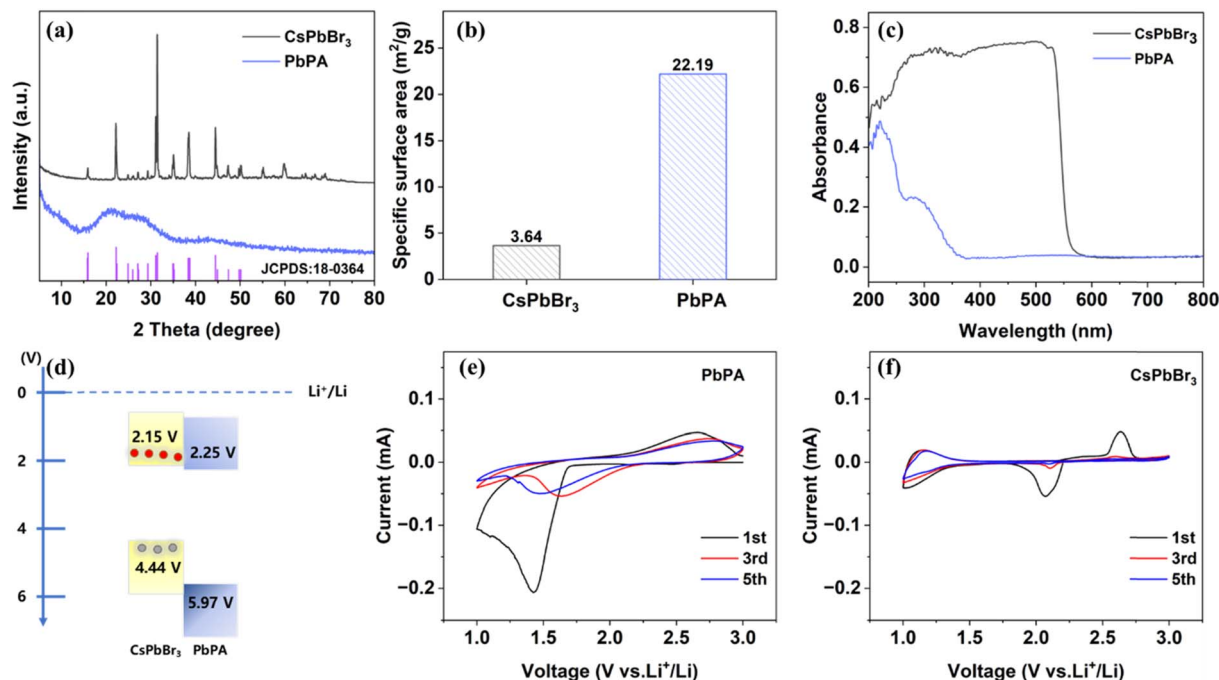 (a)
CsPbBr₃
PbPA
JCPDS:18-0364
Intensity (a.u.)
10 20 30 40 50 60 70 80
2 Theta (degree)
(b)
22.19
3.64
Specific surface area (m²/g)
25
20
15
10
5
0
CsPbBr₃ PbPA
(c)
CsPbBr₃
PbPA
Absorbance
0.8
0.6
0.4
0.2
0.0
200 300 400 500 600 700 800
Wavelength (nm)
(V) (d)
0
Li⁺/Li
2.15 V
2.25 V
2
4
4.44 V
5.97 V
6
CsPbBr₃ PbPA
(e)
PbPA
Current (mA)
0.1
0.0
−0.1
−0.2
1st
3rd
5th
1.0 1.5 2.0 2.5 3.0
Voltage (V vs.Li⁺/Li)
(f)
CsPbBr₃
Current (mA)
0.1
0.0
−0.1
−0.2
1st
3rd
5th
1.0 1.5 2.0 2.5 3.0
Voltage (V vs.Li⁺/Li)